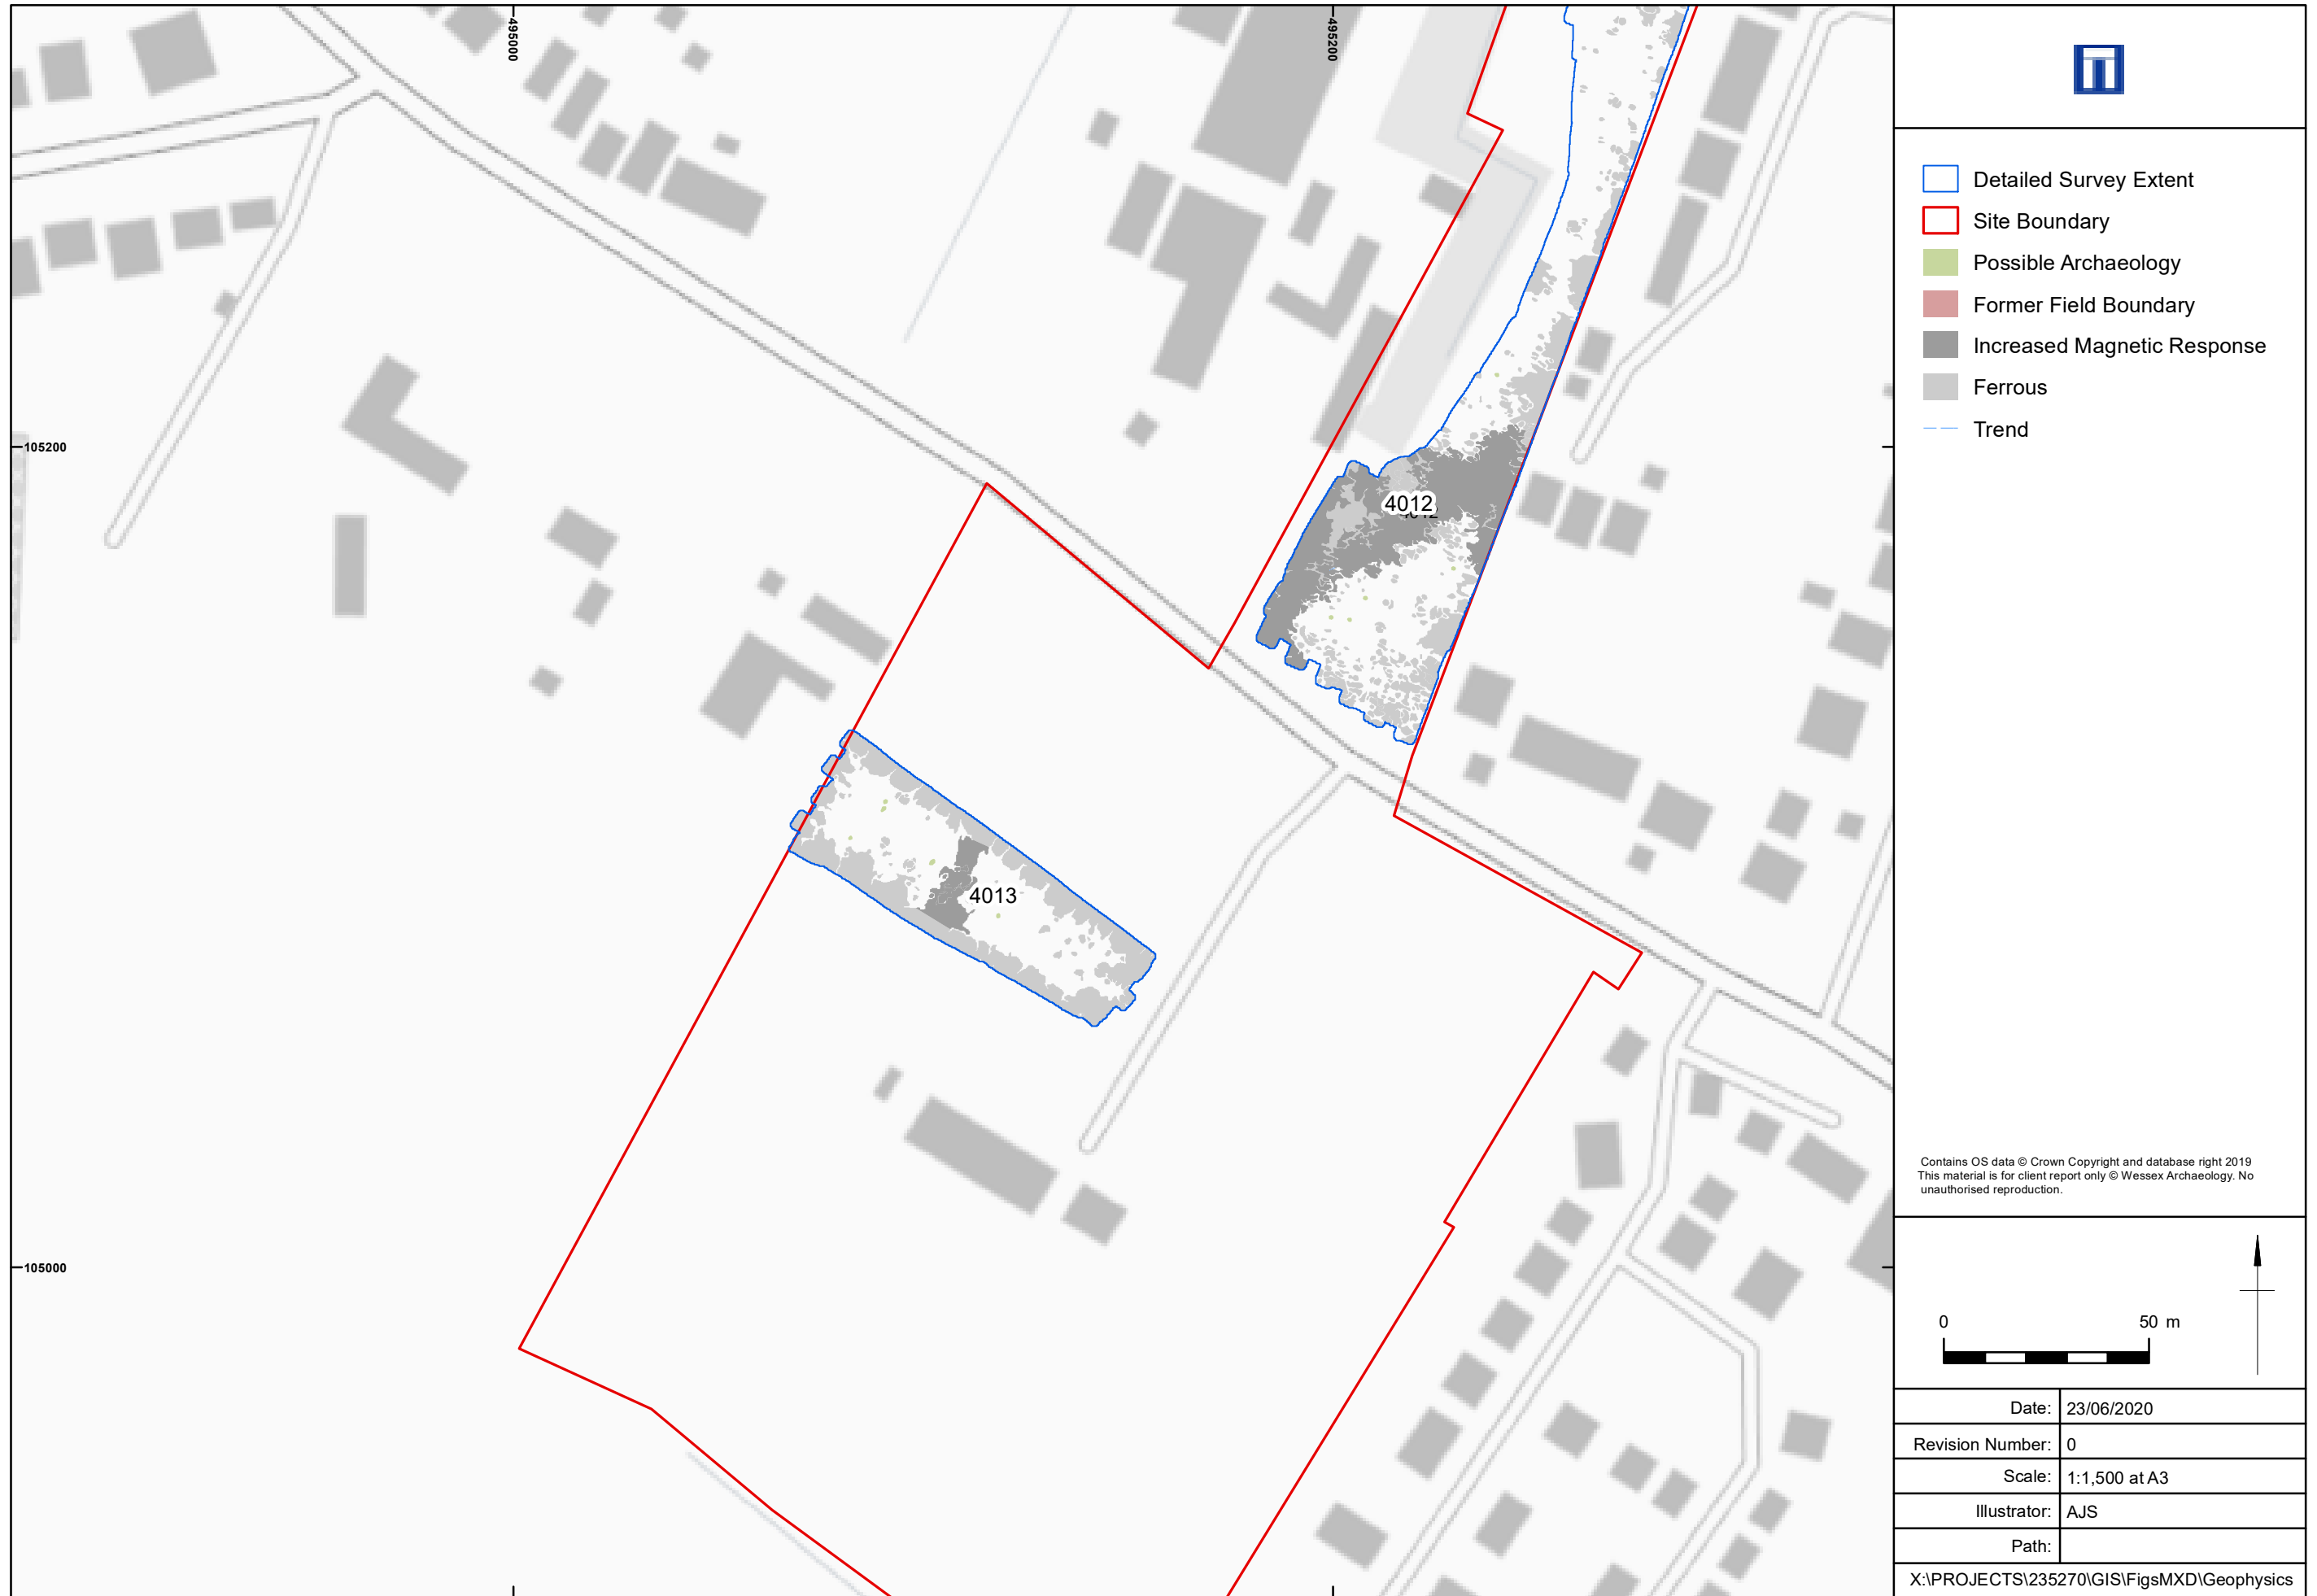 495000
495200
105200
4012
4012
4013
105000
Detailed Survey Extent
Site Boundary
Possible Archaeology
Former Field Boundary
Increased Magnetic Response
Ferrous
Trend
Contains OS data © Crown Copyright and database right 2019
This material is for client report only © Wessex Archaeology. No
unauthorised reproduction.
0 50 m
Date: 23/06/2020
Revision Number: 0
Scale: 1:1,500 at A3
Illustrator: AJS
Path:
X:\PROJECTS\235270\GIS\FigsMXD\Geophysics